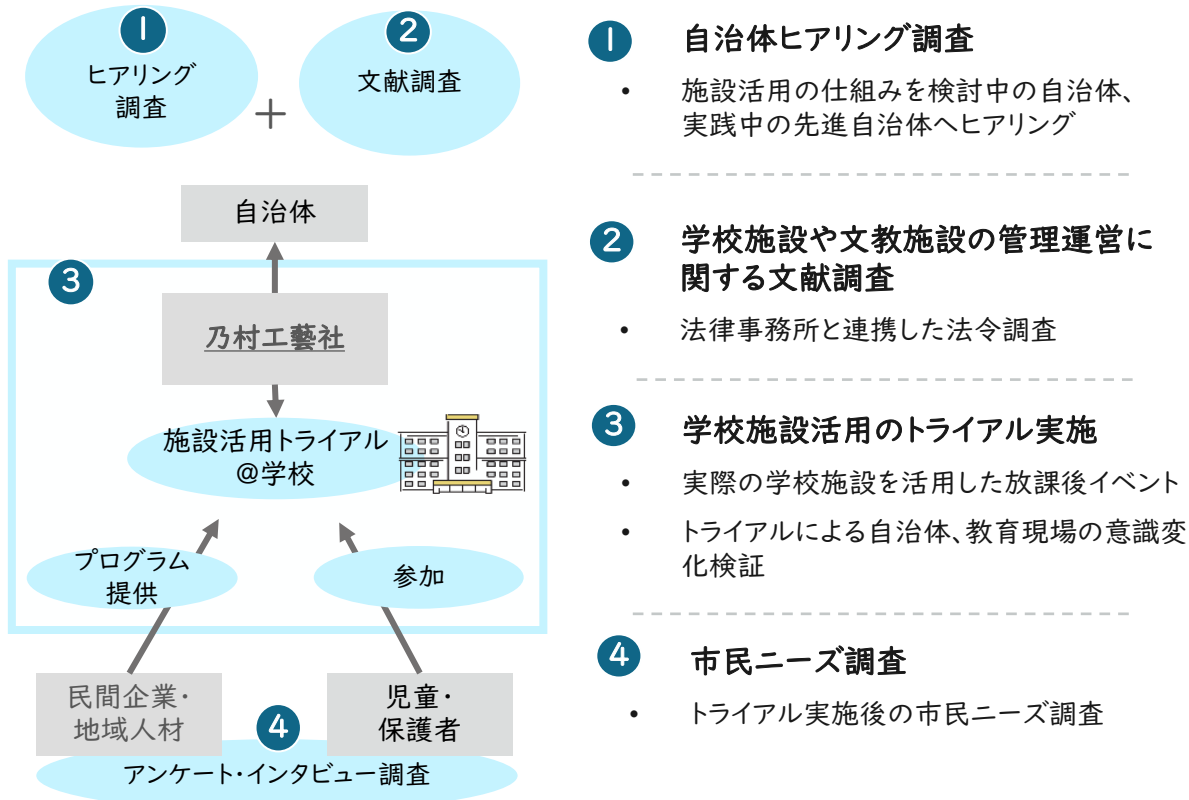 1
ヒアリング
調査
+
2
文献調査
自治体
3
乃村工藝社
施設活用トライアル
@学校
プログラム
提供
参加
民間企業・
地域人材
4
児童・
保護者
アンケート・インタビュー調査
1 自治体ヒアリング調査
• 施設活用の仕組みを検討中の自治体、
実践中の先進自治体へヒアリング
2 学校施設や文教施設の管理運営に
関する文献調査
• 法律事務所と連携した法令調査
3 学校施設活用のトライアル実施
• 実際の学校施設を活用した放課後イベント
• トライアルによる自治体、教育現場の意識変
化検証
4 市民ニーズ調査
• トライアル実施後の市民ニーズ調査